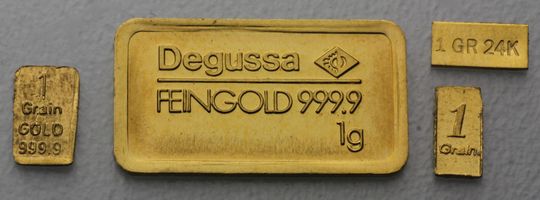 1
Grain
GOLD
999.9
Degussa
FEINGOLD 999.9
1g
1 GR 24K
1
Grain